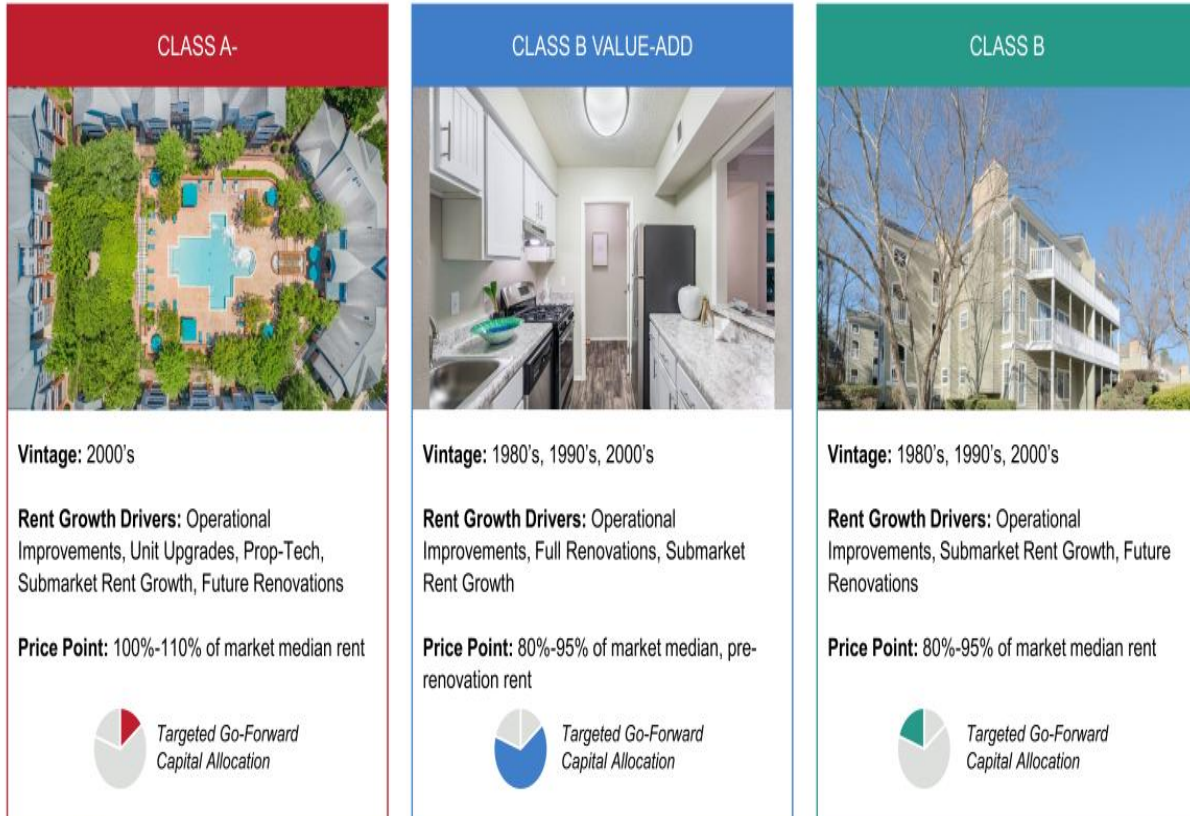 CLASS A-
Vintage: 2000's
Rent Growth Drivers: Operational
Improvements, Unit Upgrades, Prop-Tech,
Submarket Rent Growth, Future Renovations
Price Point: 100%-110% of market median rent
Targeted Go-Forward
Capital Allocation
CLASS B VALUE-ADD
Vintage: 1980's, 1990's, 2000's
Rent Growth Drivers: Operational
Improvements, Full Renovations, Submarket
Rent Growth
Price Point: 80%-95% of market median, pre-
renovation rent
Targeted Go-Forward
Capital Allocation
CLASS B
Vintage: 1980's, 1990's, 2000's
Rent Growth Drivers: Operational
Improvements, Submarket Rent Growth, Future
Renovations
Price Point: 80%-95% of market median rent
Targeted Go-Forward
Capital Allocation